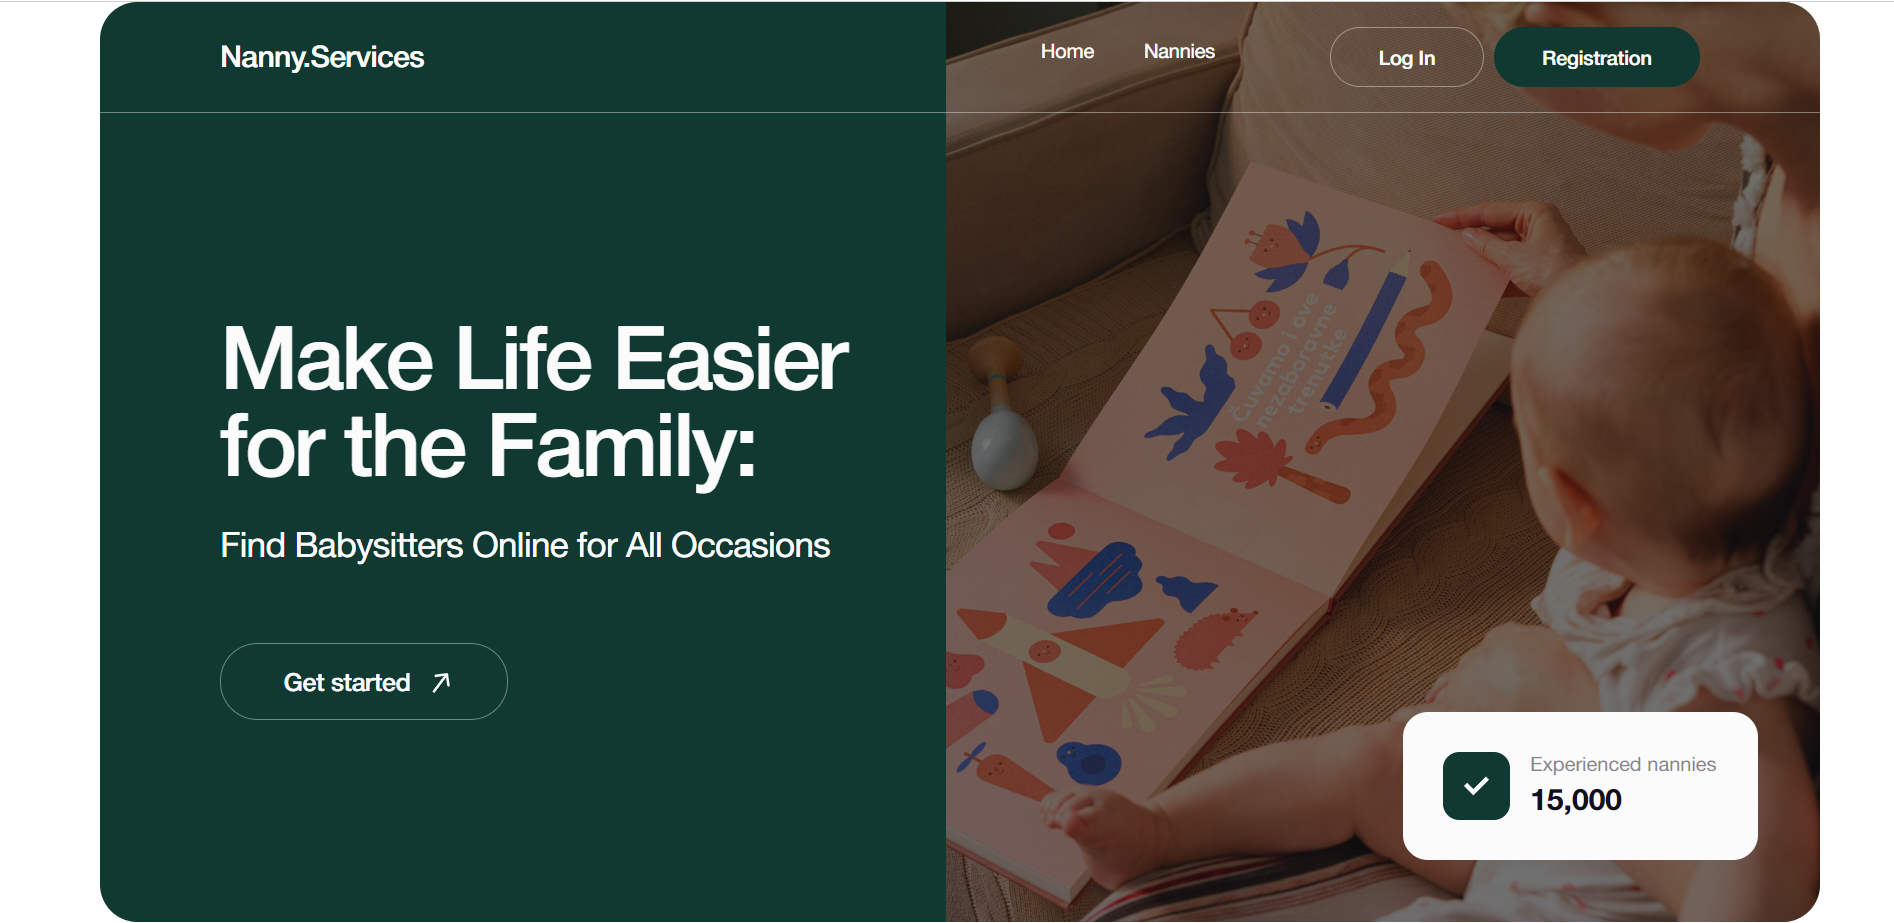 Nanny.Services
Home
Nannies
Log In
Registration
Make Life Easier
for the Family:
Find Babysitters Online for All Occasions
Get started
Čuvamo i ove
nezaboravne
trenutke
Experienced nannies
15,000